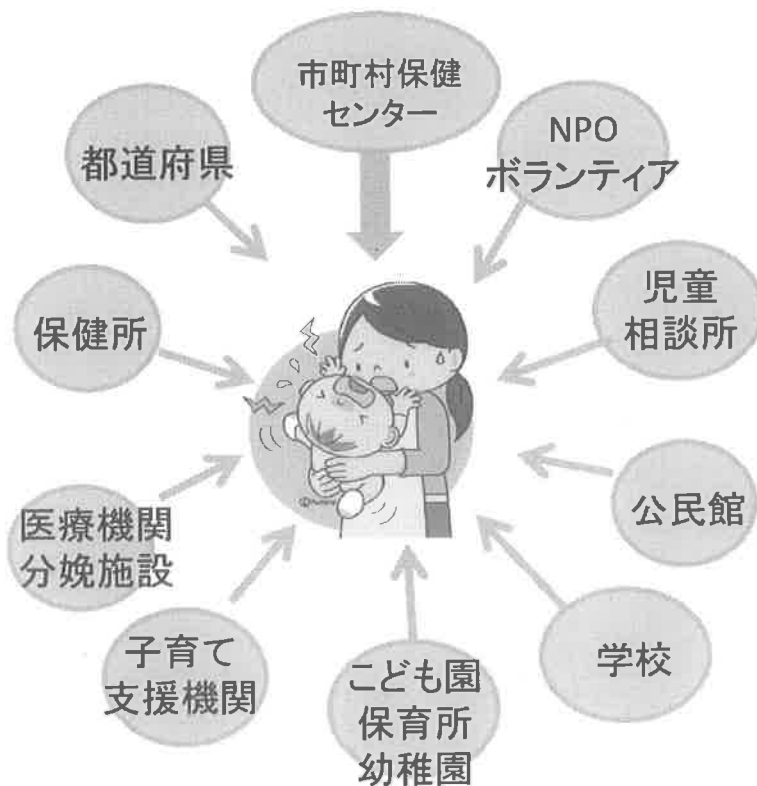 市町村保健
センター
NPO
ボランティア
児童
相談所
公民館
学校
こども園
保育所
幼稚園
子育て
支援機関
医療機関
分娩施設
保健所
都道府県